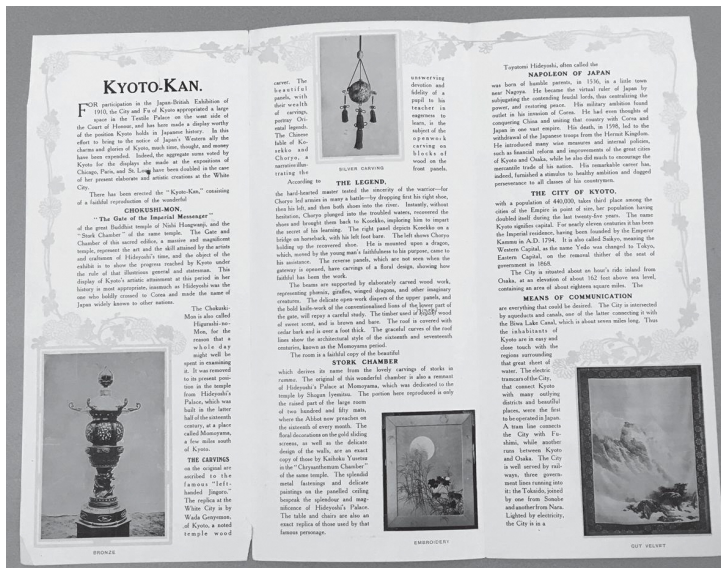 KYOTO-KAN.
FOR participation in the Japan-British Exhibition of
1910, the City and Fu of Kyoto appropriated a large
space in the Textile Palace on the west side of
the Court of Honour, and has here made a display worthy
of the position Kyoto holds in Japanese history. In this
effort to bring to the notice of Japan's Western ally the
charms and glories of Kyoto, much time, thought, and money
have been expended. Indeed, the aggregate sums voted by
Kyoto for the displays she made at the expositions of
Chicago, Paris, and St. Louis have been doubled in the case
of her present elaborate and artistic creations at the White
City.
There has been erected the "Kyoto-Kan," consisting
of a faithful reproduction of the wonderful
CHOKUSHI-MON,
"The Gate of the Imperial Messenger"
of the great Buddhist temple of Nishi Hungwanji, and the
"Stork Chamber" of the same temple. The Gate and
Chamber of this sacred edifice, a massive and magnificent
temple, represent the art and the skill attained by the artists
and craftsmen of Hideyoshi's time, and the object of the
exhibit is to show the progress reached by Kyoto under
the rule of that illustrious general and statesman. This
display of Kyoto's artistic attainment at this period in her
history is most appropriate, inasmuch as Hideyoshi was the
one who boldly crossed to Corea and made the name of
Japan widely known to other nations.
The Chokushi-
Mon is also called
Higurashi-no-
Mon, for the
reason that a
whole day
might well be
spent in examining
it. It was removed
to its present posi-
tion in the temple
from Hideyoshi's
Palace, which was
built in the latter
half of the sixteenth
century, at a place
called Momoyama,
a few miles south
of Kyoto.
THE CARVINGS
on the original are
ascribed to the
famous "left-
handed Jingoro."
The replica at the
White City is by
Wada Genyemon,
of Kyoto, a noted
temple wood
BRONZE
carver. The
beautiful
panels, with
their wealth
of carvings,
portray Ori-
ental legends.
The Chinese
fable of Ko-
sekko and
Choryo, a
narrative illus-
trating the
SILVER CARVING
unswerving
devotion and
fidelity of a
pupil to his
teacher in
eagerness to
learn, is the
subject of the
openwork
carving on
blocks of
wood on the
front panels.
According to
THE LEGEND,
the hard-hearted master tested the sincerity of the warrior—for
Choryo led armies in many a battle—by dropping first his right shoe,
then his left, and then both shoes into the river. Instantly, without
hesitation, Choryo plunged into the troubled waters, recovered the
shoes and brought them back to Kosekko, imploring him to impart
the secret of his learning. The right panel depicts Kosekko on a
bridge on horseback, with his left foot bare. The left shows Choryo
holding up the recovered shoe. He is mounted upon a dragon,
which, moved by the young man's faithfulness to his purpose, came to
his assistance. The reverse panels, which are not seen when the
gateway is opened, have carvings of a floral design, showing how
faithful has been the work.
The beams are supported by elaborately carved wood work,
representing phœnix, giraffes, winged dragons, and other imaginary
creatures. The delicate open-work diapers of the upper panels, and
the bold knife-work of the conventionalised lions of the lower part of
the gate, will repay a careful study. The timber used is wood
of sweet scent, and is brown and bare. The roof is covered with
cedar bark and is over a foot thick. The graceful curves of the roof
lines show the architectural style of the sixteenth and seventeenth
centuries, known as the Momoyama period.
The room is a faithful copy of the beautiful
STORK CHAMBER
which derives its name from the lovely carvings of storks in
ramma. The original of this wonderful chamber is also a remnant
of Hideyoshi's Palace at Momoyama, which was dedicated to the
temple by Shogun Iyemitsu. The portion here reproduced is only
the raised part of the large room
of two hundred and fifty mats,
where the Abbot now preaches on
the sixteenth of every month. The
floral decorations on the gold sliding
screens, as well as the delicate
design of the walls, are an exact
copy of those by Kaihoku Yusetsu
in the "Chrysanthemum Chamber"
of the same temple. The splendid
metal fastenings and delicate
paintings on the panelled ceiling
bespeak the splendour and mag-
nificence of Hideyoshi's Palace.
The table and chairs are also an
exact replica of those used by that
famous personage.
EMBROIDERY
Toyotomi Hideyoshi, often called the
NAPOLEON OF JAPAN
was born of humble parents, in 1536, in a little town
near Nagoya. He became the virtual ruler of Japan by
subjugating the contending feudal lords, thus centralising the
power, and restoring peace. His military ambition found
outlet in his invasion of Corea. He had even thoughts of
conquering China and uniting that country with Corea and
Japan in one vast empire. His death, in 1598, led to the
withdrawal of the Japanese troops from the Hermit Kingdom.
He introduced many wise measures and internal policies,
such as financial reform and improvements of the great cities
of Kyoto and Osaka, while he also did much to encourage the
mercantile trade of his nation. His remarkable career has,
indeed, furnished a stimulus to healthy ambition and dogged
perseverance to all classes of his countrymen.
THE CITY OF KYOTO,
with a population of 440,000, takes third place among the
cities of the Empire in point of size, her population having
doubled itself during the last twenty-five years. The name
Kyoto signifies capital. For nearly eleven centuries it has been
the Imperial residence, having been founded by the Emperor
Kammu in A.D. 1794. It is also called Saikyo, meaning the
Western Capital, as the name Yedo was changed to Tokyo,
Eastern Capital, on the removal thither of the seat of
government in 1868.
The City is situated about an hour's ride inland from
Osaka, at an elevation of about 162 feet above sea level,
containing an area of about eighteen square miles. The
MEANS OF COMMUNICATION
are everything that could be desired. The City is intersected
by aqueducts and canals, one of the latter connecting it with
the Biwa Lake Canal, which is about seven miles long. Thus
the inhabitants of
Kyoto are in easy and
close touch with the
regions surrounding
that great sheet of
water. The electric
tramcars of the City,
that connect Kyoto
with many outlying
districts and beautiful
places, were the first
to be operated in Japan.
A tram line connects
the City with Fu-
shimi, while another
runs between Kyoto
and Osaka. The City
is well served by rail-
ways, three govern-
ment lines running into
it; the Tokaido, joined
by one from Sonobe
and another from Nara.
Lighted by electricity,
the City is in a
CUT VELVET